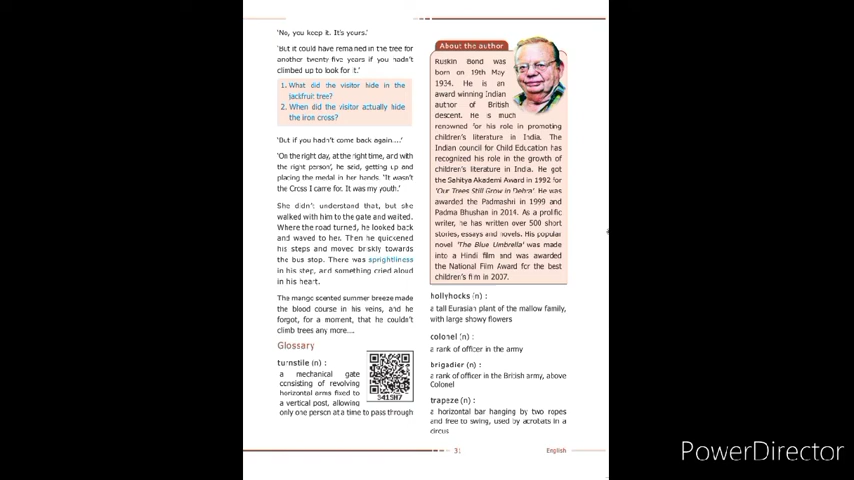 'No, you keep it. It's yours.'
'But it could have remained in the tree for
another twenty-five years if you hadn't
climbed up to look for it.'
1. What did the visitor hide in the
jackfruit tree?
2. When did the visitor actually hide
the iron cross?
'But if you hadn't come back again....'
'On the right day, at the right time, and with
the right person', he said, getting up and
placing the medal in her hands. 'It wasn't
the Cross I came for. It was my youth.'
She didn't understand that, but she
walked with him to the gate and waited.
Where the road turned, he looked back
and waved to her. Then he quickened
his steps and moved briskly towards
the bus stop. There was sprightliness
in his step, and something cried aloud
in his heart.
The mango scented summer breeze made
the blood course in his veins, and he
forgot, for a moment, that he couldn't
climb trees any more....
Glossary
turnstile (n) :
a mechanical gate
consisting of revolving
horizontal arms fixed to
a vertical post, allowing
only one person at a time to pass through
3415H7
About the author
Ruskin Bond was
born on 19th May
1934. He is an
award winning Indian
author of British
descent. He is much
renowned for his role in promoting
children's literature in India. The
Indian council for Child Education has
recognized his role in the growth of
children's literature in India. He got
the Sahitya Akademi Award in 1992 for
'Our Trees Still Grow in Dehra'. He was
awarded the Padmashri in 1999 and
Padma Bhushan in 2014. As a prolific
writer, he has written over 500 short
stories, essays and novels. His popular
novel 'The Blue Umbrella' was made
into a Hindi film and was awarded
the National Film Award for the best
children's film in 2007.
hollyhocks (n) :
a tall Eurasian plant of the mallow family,
with large showy flowers
colonel (n) :
a rank of officer in the army
brigadier (n) :
a rank of officer in the British army, above
Colonel
trapeze (n) :
a horizontal bar hanging by two ropes
and free to swing, used by acrobats in a
circus
31
English
PowerDirector